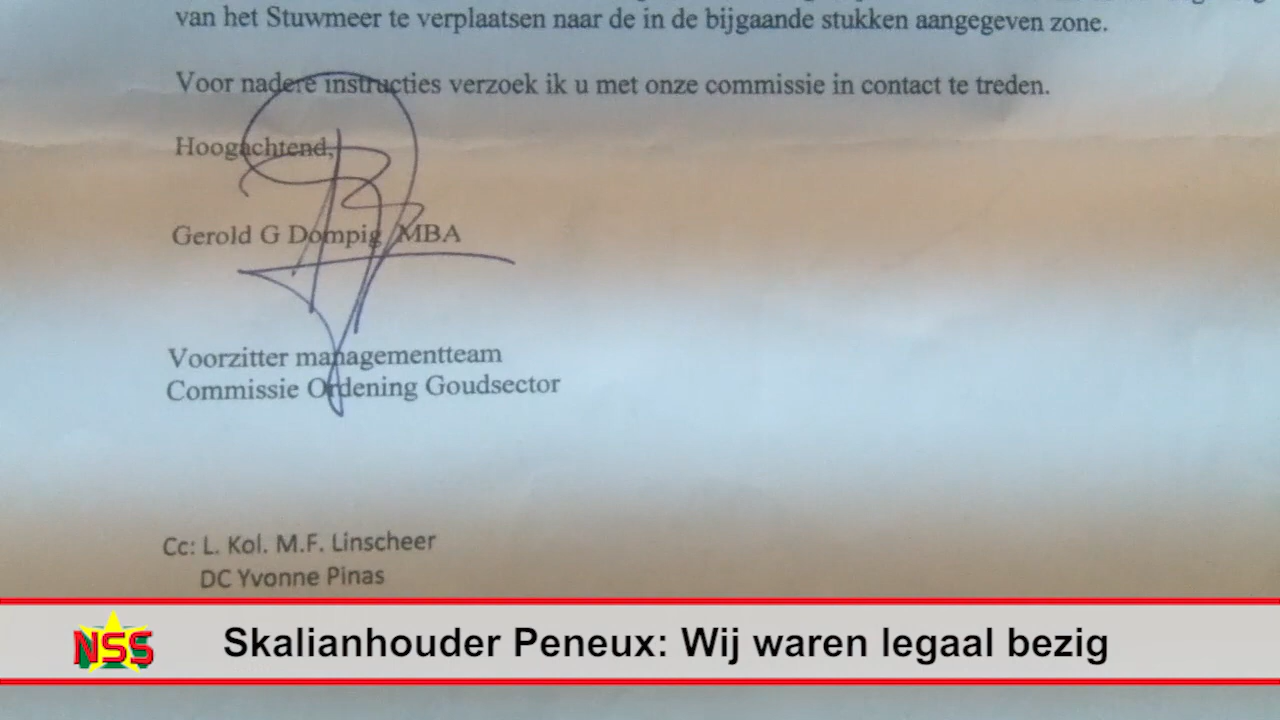 van het Stuwmeer te verplaatsen naar de in de bijgaande stukken aangegeven zone.
Voor nadere instructies verzoek ik u met onze commissie in contact te treden.
Hoogachtend,
Gerold G Dompig MBA
Voorzitter managementteam
Commissie Ordening Goudsector
Cc: L. Kol. M.F. Linscheer
DC Yvonne Pinas
NSS
Skalianhouder Peneux: Wij waren legaal bezig